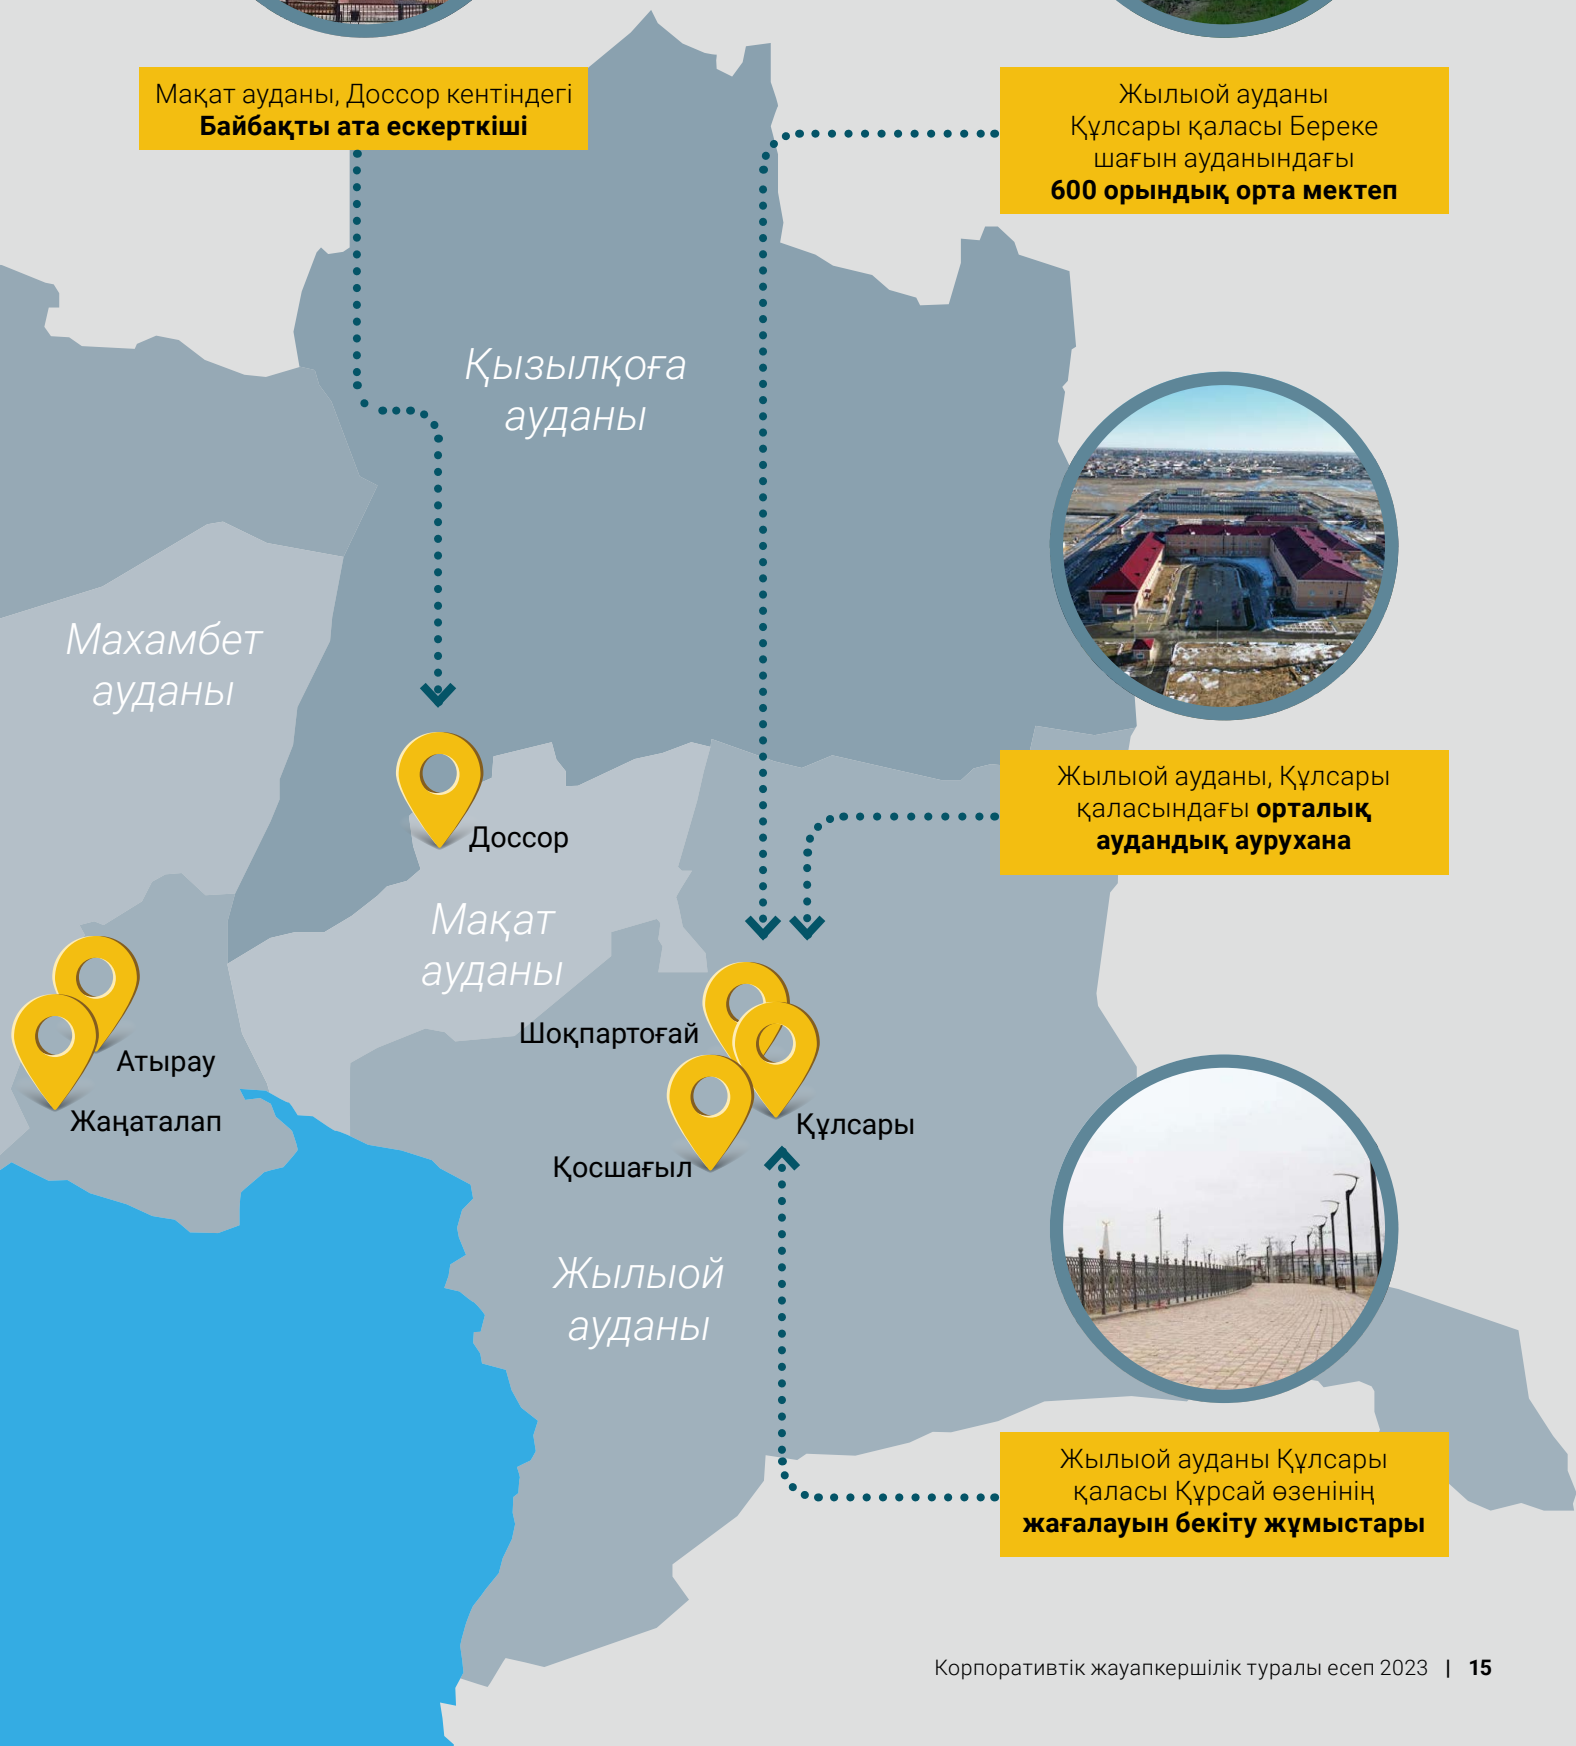 Мақат ауданы, Доссор кентіндегі
Байбақты ата ескерткіші
Жылыой ауданы
Құлсары қаласы Береке
шағын ауданындағы
600 орындық орта мектеп
Қызылқоға
ауданы
Махамбет
ауданы
Жылыой ауданы, Құлсары
қаласындағы орталық
аудандық аурухана
Доссор
Мақат
ауданы
Шоқпартоғай
Атырау
Жаңаталап
Құлсары
Қосшағыл
Жылыой
ауданы
Жылыой ауданы Құлсары
қаласы Құрсай өзенінің
жағалауын бекіту жұмыстары
Корпоративтік жауапкершілік туралы есеп 2023 | 15